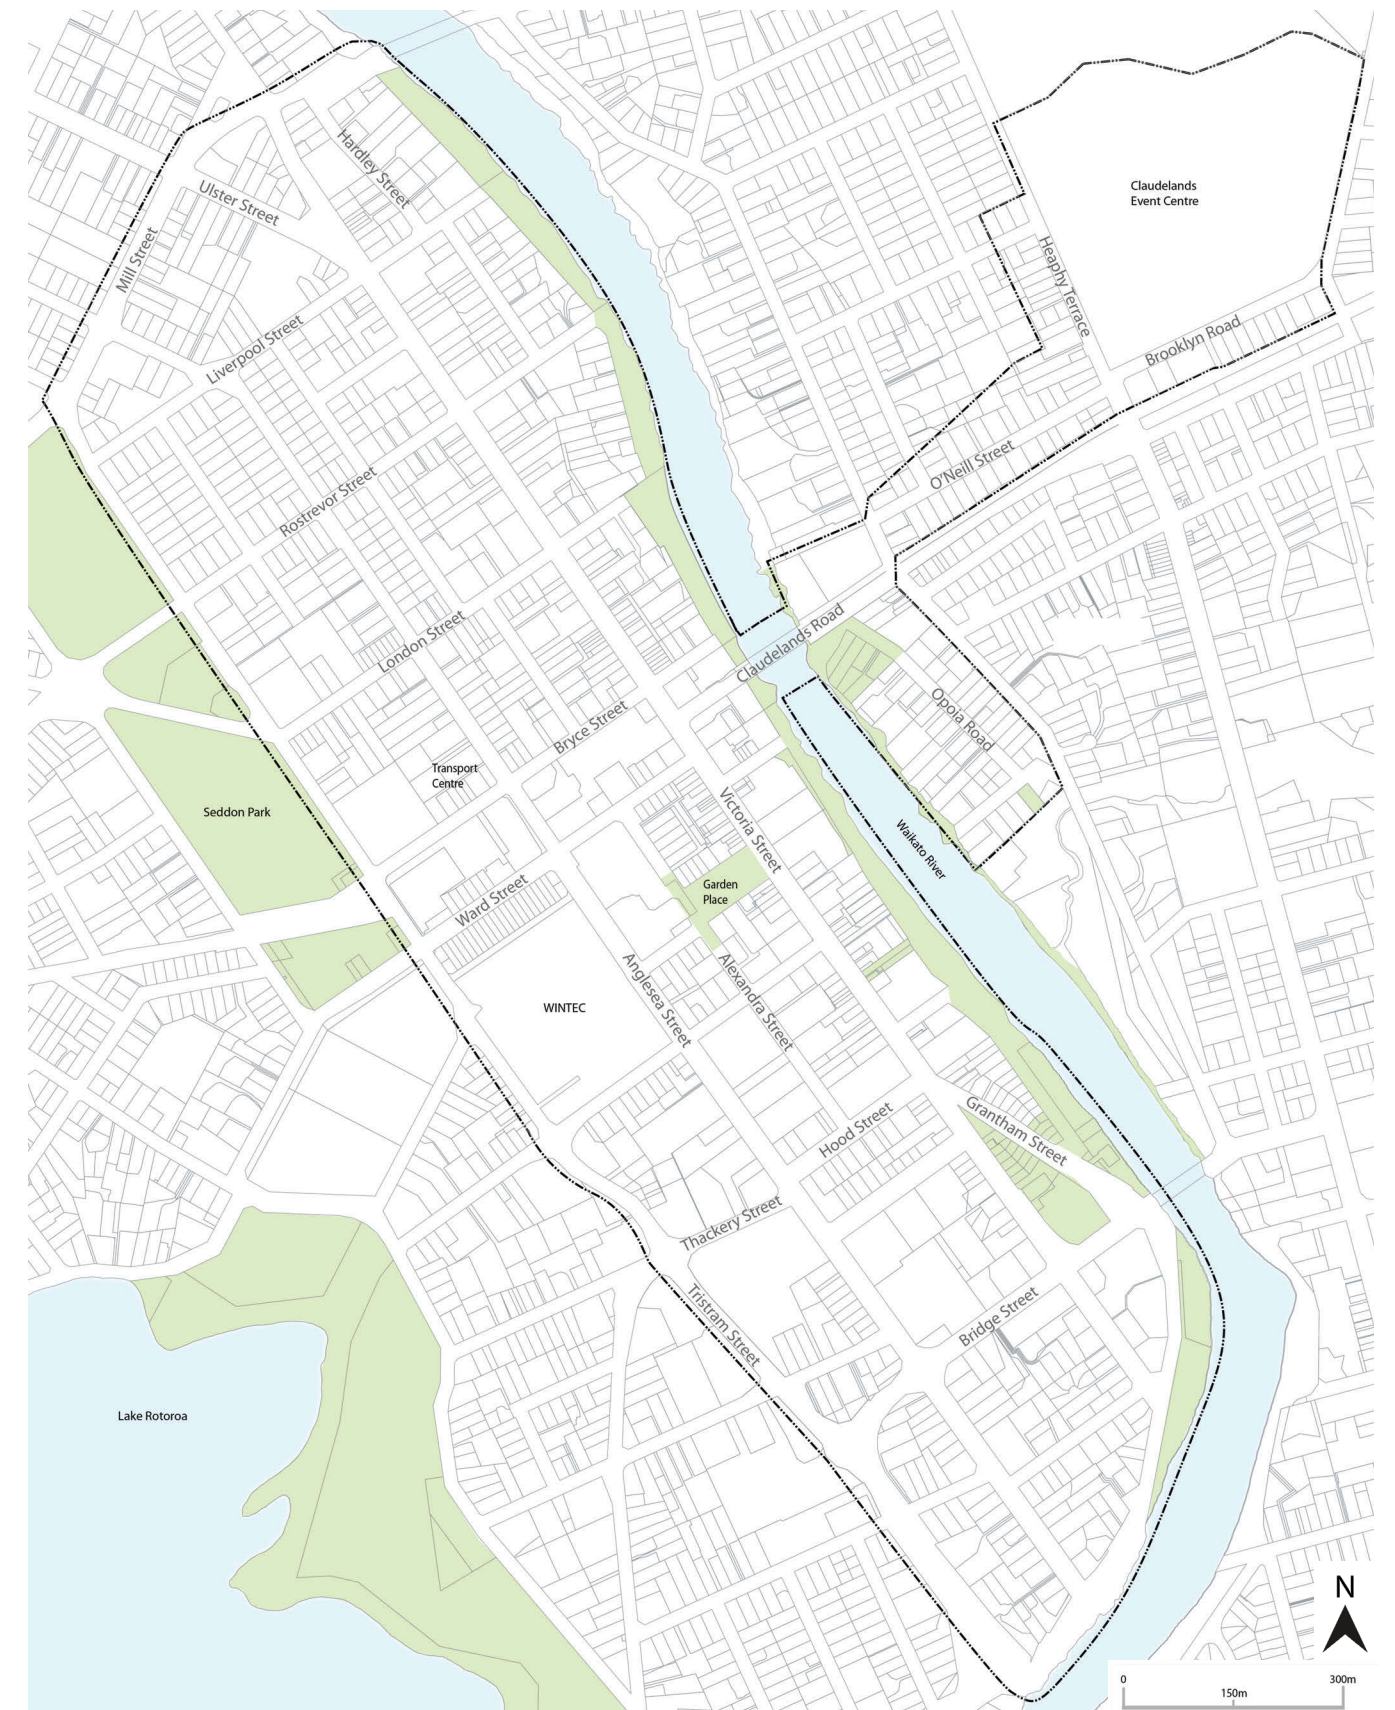 Claudelands
Event Centre
Hardley Street
Ulster Street
Mill Street
Heaphy Terrace
Liverpool Street
Brooklyn Road
O'Neill Street
Rostrevor Street
London Street
Claudelands Road
Opoia Road
Bryce Street
Transport
Centre
Seddon Park
Victoria Street
Waikato River
Garden
Place
Ward Street
Anglesea Street
Alexandra Street
WINTEC
Grantham Street
Hood Street
Thackery Street
Tristram Street
Bridge Street
Lake Rotoroa
N
0
300m
150m